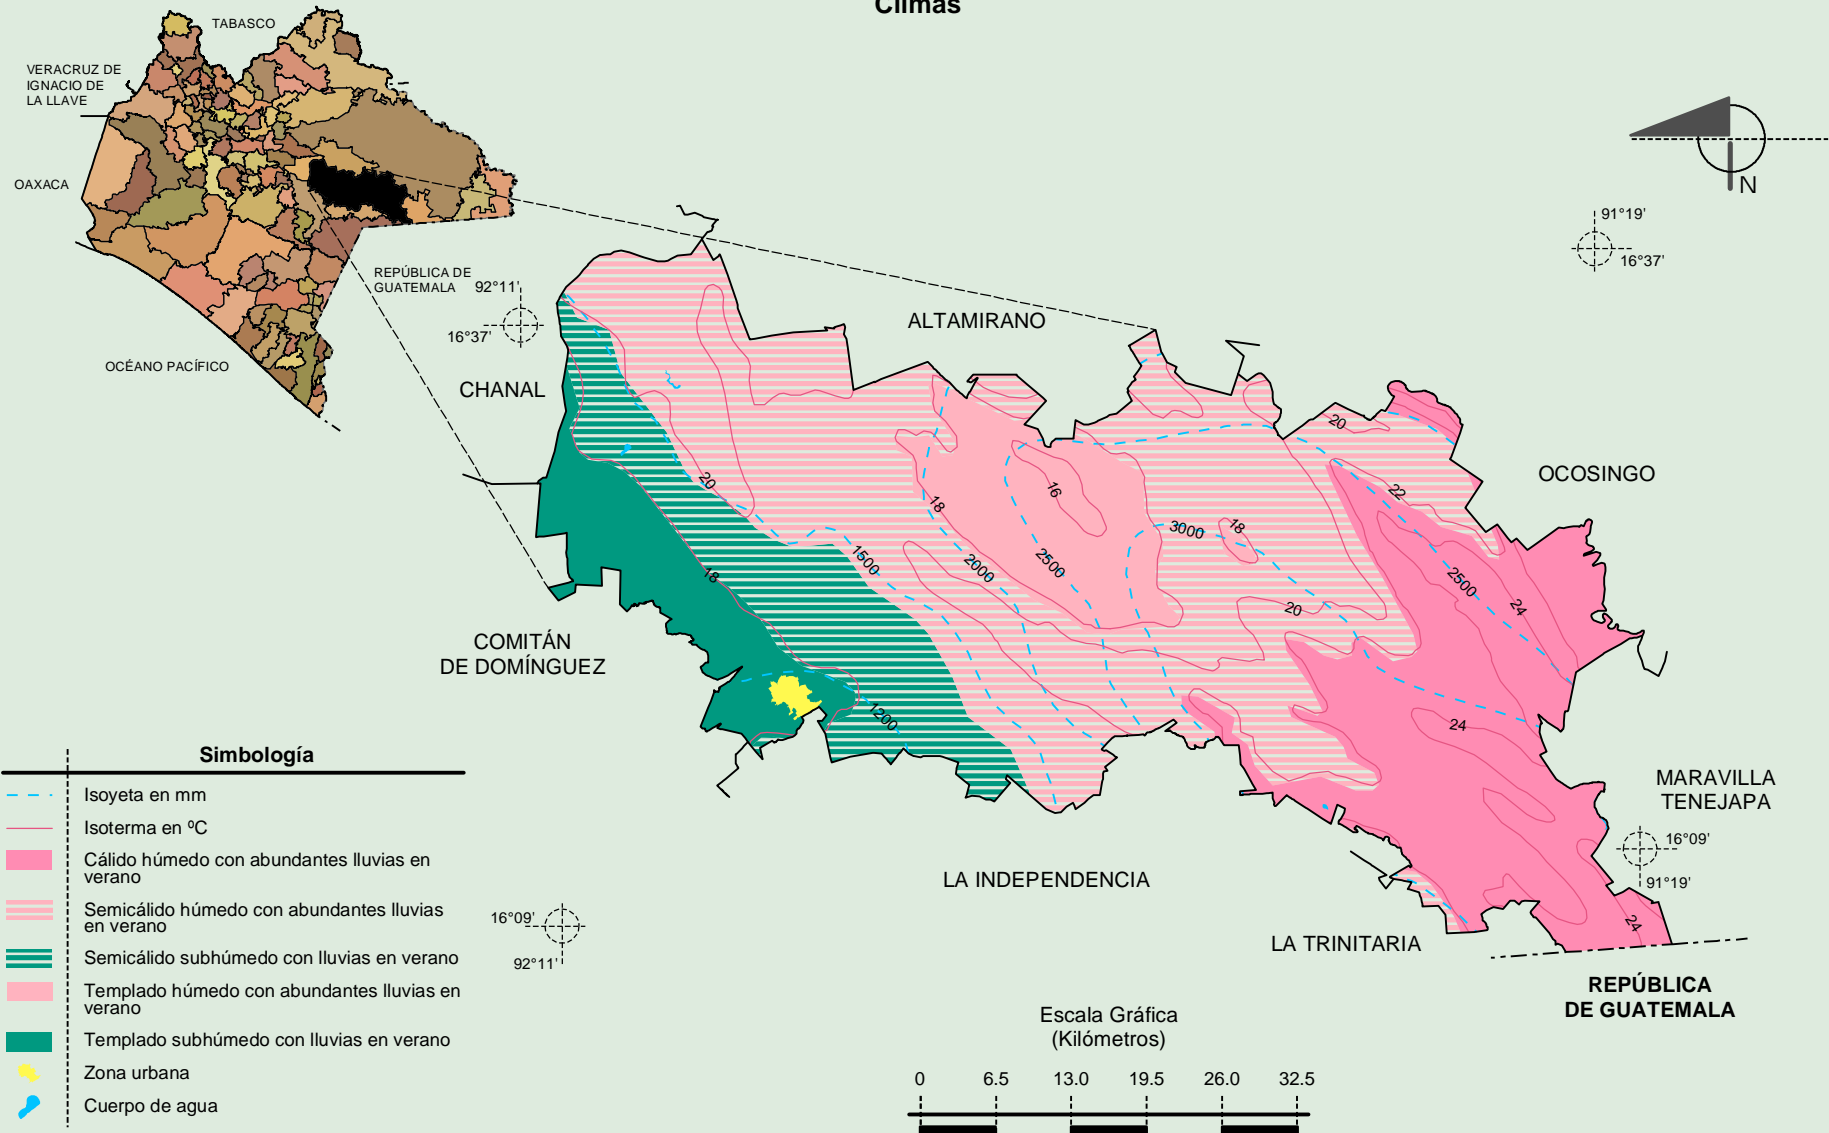 Climas
TABASCO
VERACRUZ DE
IGNACIO DE
LA LLAVE
OAXACA
REPÚBLICA DE
GUATEMALA
OCÉANO PACÍFICO
N
91°19'
16°37'
92°11'
16°37'
ALTAMIRANO
CHANAL
OCOSINGO
COMITÁN
DE DOMÍNGUEZ
MARAVILLA
TENEJAPA
LA INDEPENDENCIA
LA TRINITARIA
REPÚBLICA
DE GUATEMALA
16°09'
91°19'
16°09'
92°11'
20
18
1500
1200
18
2000
16
2500
3000
18
20
20
22
2500
24
24
24
Simbología
Isoyeta en mm
Isoterma en ºC
Cálido húmedo con abundantes lluvias en
verano
Semicálido húmedo con abundantes lluvias
en verano
Semicálido subhúmedo con lluvias en verano
Templado húmedo con abundantes lluvias en
verano
Templado subhúmedo con lluvias en verano
Zona urbana
Cuerpo de agua
Escala Gráfica
(Kilómetros)
0 6.5 13.0 19.5 26.0 32.5